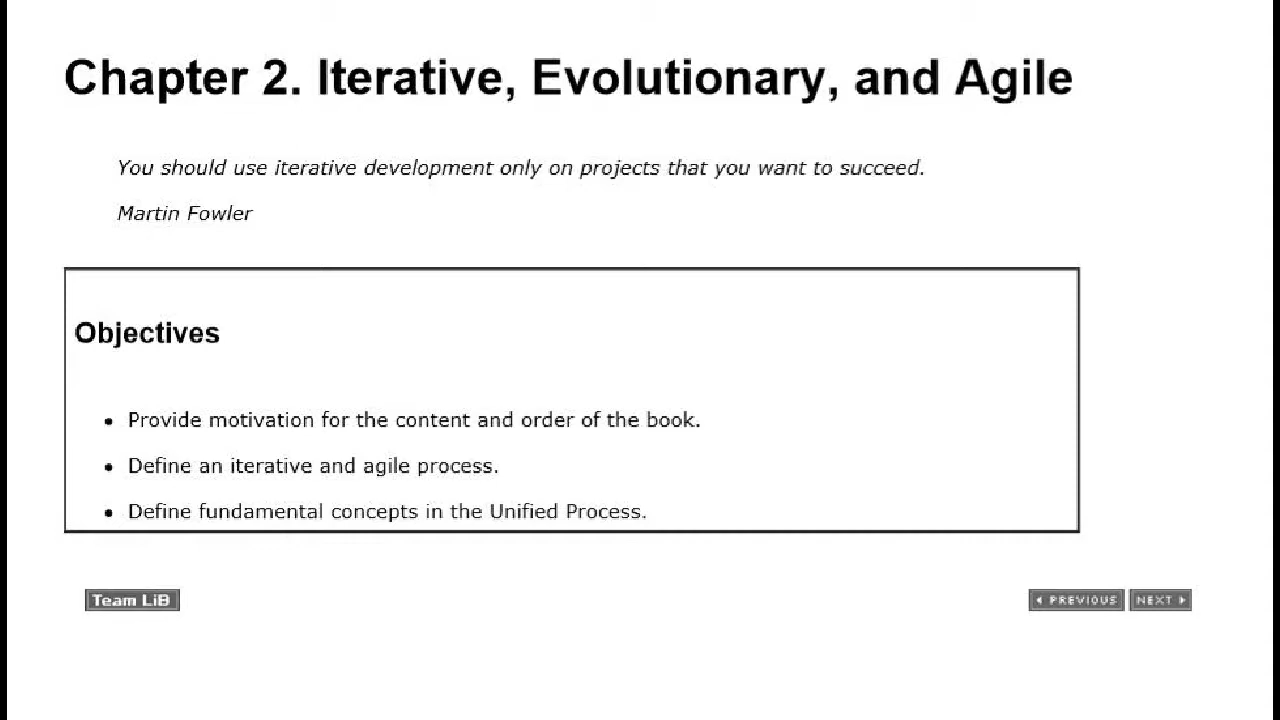 Chapter 2. Iterative, Evolutionary, and Agile
You should use iterative development only on projects that you want to succeed.
Martin Fowler
Objectives
• Provide motivation for the content and order of the book.
• Define an iterative and agile process.
• Define fundamental concepts in the Unified Process.
Team LiB
PREVIOUS NEXT